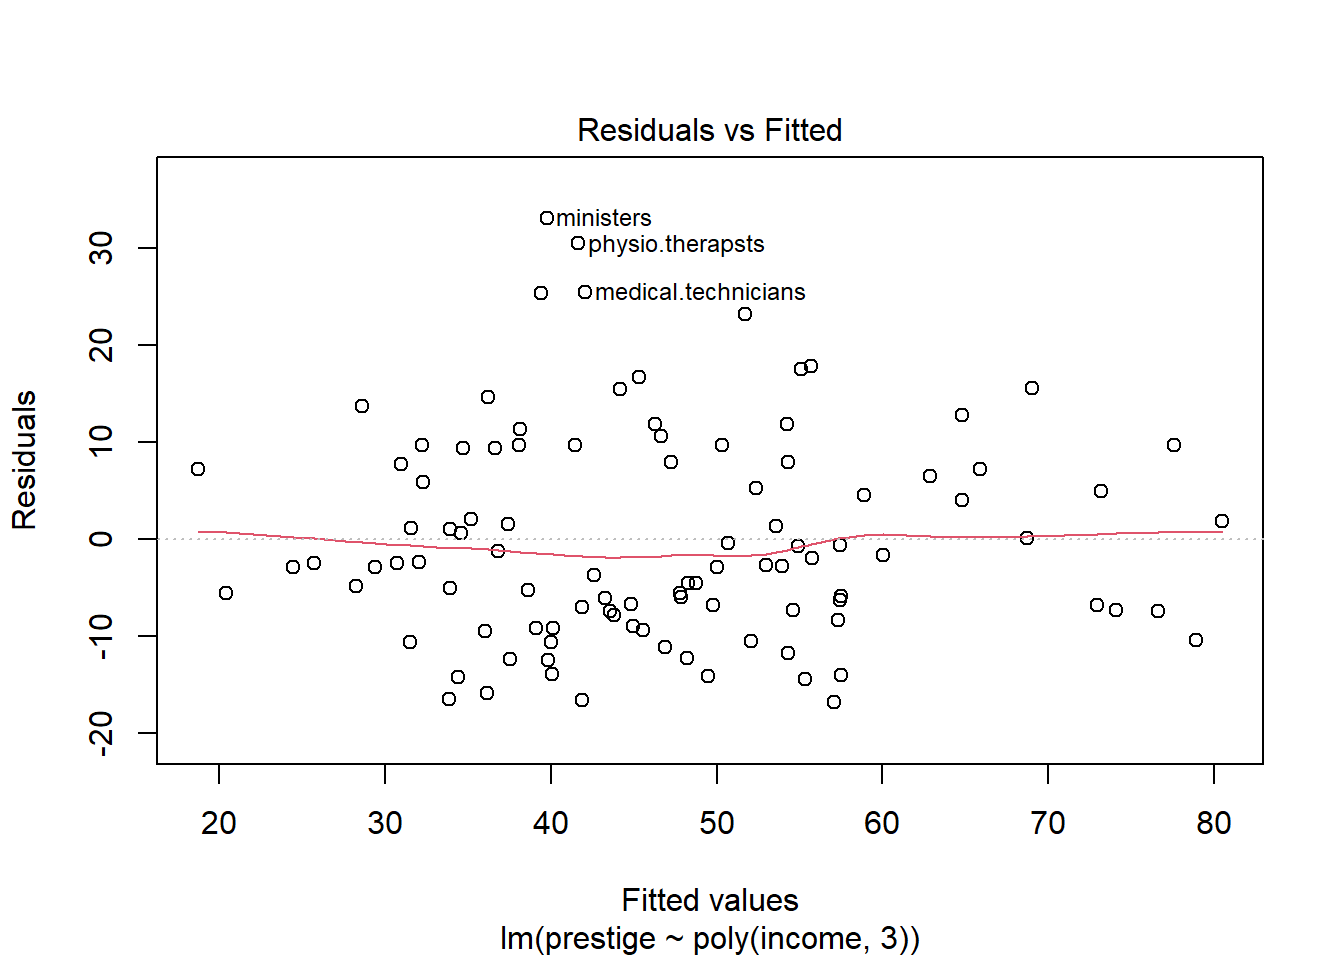 Residuals vs Fitted
ministers
physio.therapsts
medical.technicians
Residuals
30
20
10
0
-10
-20
20 30 40 50 60 70 80
Fitted values
lm(prestige ~ poly(income, 3))